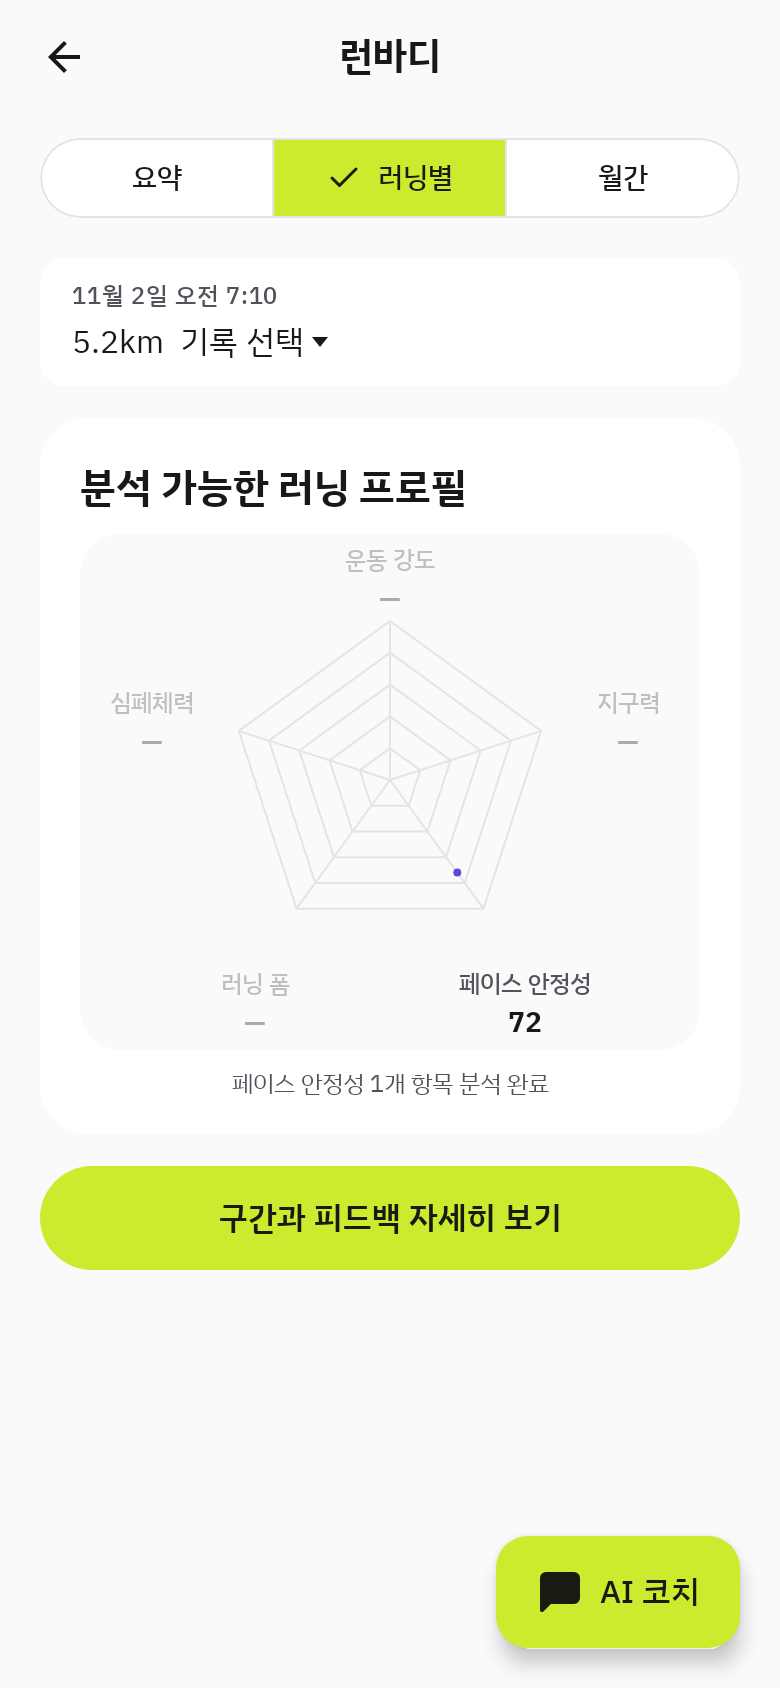 런바디
요약
러닝별
월간
11월 2일 오전 7:10
5.2km 기록 선택
분석 가능한 러닝 프로필
운동 강도
—
심폐체력
—
지구력
—
러닝 폼
—
페이스 안정성
72
페이스 안정성 1개 항목 분석 완료
구간과 피드백 자세히 보기
AI 코치